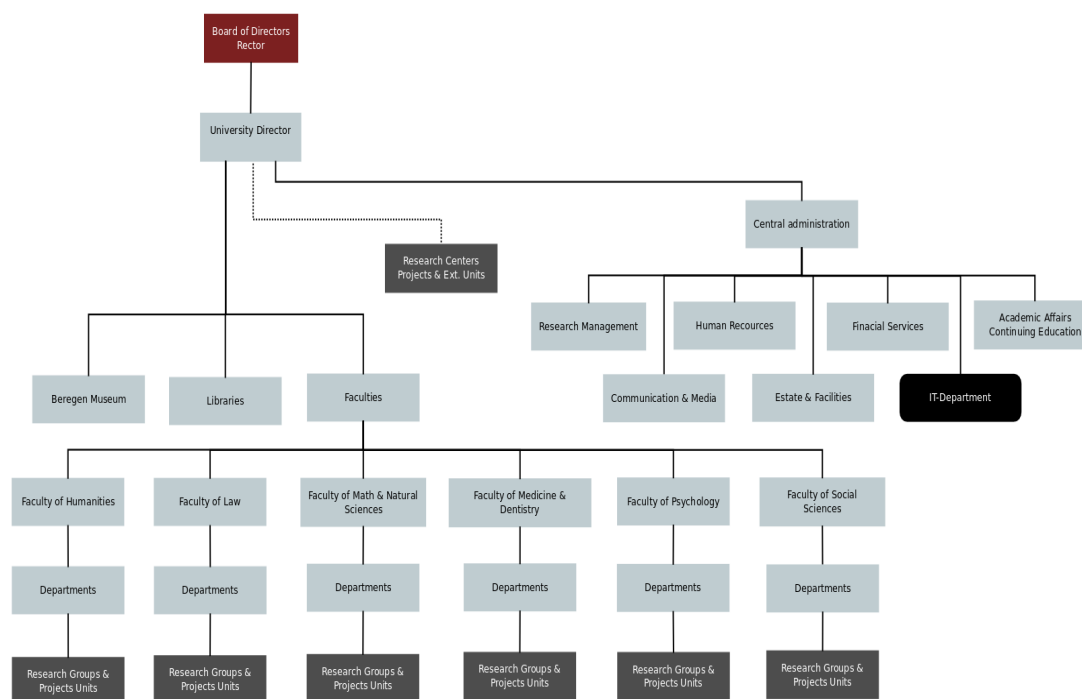 Board of Directors
Rector
University Director
Central administration
Research Centers
Projects & Ext. Units
Research Management
Human Recources
Finacial Services
Academic Affairs
Continuing Education
Beregen Museum
Libraries
Faculties
Communication & Media
Estate & Facilities
IT-Department
Faculty of Humanities
Faculty of Law
Faculty of Math & Natural
Sciences
Faculty of Medicine &
Dentistry
Faculty of Psychology
Faculty of Social
Sciences
Departments
Departments
Departments
Departments
Departments
Departments
Research Groups &
Projects Units
Research Groups &
Projects Units
Research Groups &
Projects Units
Research Groups &
Projects Units
Research Groups &
Projects Units
Research Groups &
Projects Units